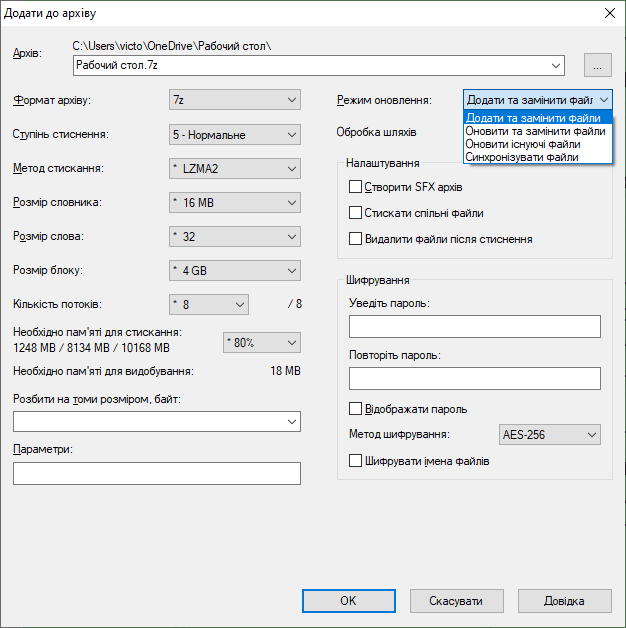 Додати до архіву
Архів:
C:\Users\victo\OneDrive\Рабочий стол\
Рабочий стол.7z
...
Формат архіву:
7z
Ступінь стиснення:
5 - Нормальне
Метод стискання:
* LZMA2
Розмір словника:
* 16 MB
Розмір слова:
* 32
Розмір блоку:
* 4 GB
Кількість потоків:
* 8
/ 8
Необхідно пам'яті для стискання:
1248 MB / 8134 MB / 10168 MB
* 80%
Необхідно пам'яті для видобування:
18 MB
Розбити на томи розміром, байт:
Параметри:
Режим оновлення:
Додати та замінити файл
Додати та замінити файли
Оновити та замінити файли
Оновити існуючі файли
Синхронізувати файли
Обробка шляхів
Налаштування
Створити SFX архів
Стискати спільні файли
Видалити файли після стиснення
Шифрування
Уведіть пароль:
Повторіть пароль:
Відображати пароль
Метод шифрування:
AES-256
Шифрувати імена файлів
OK
Скасувати
Довідка